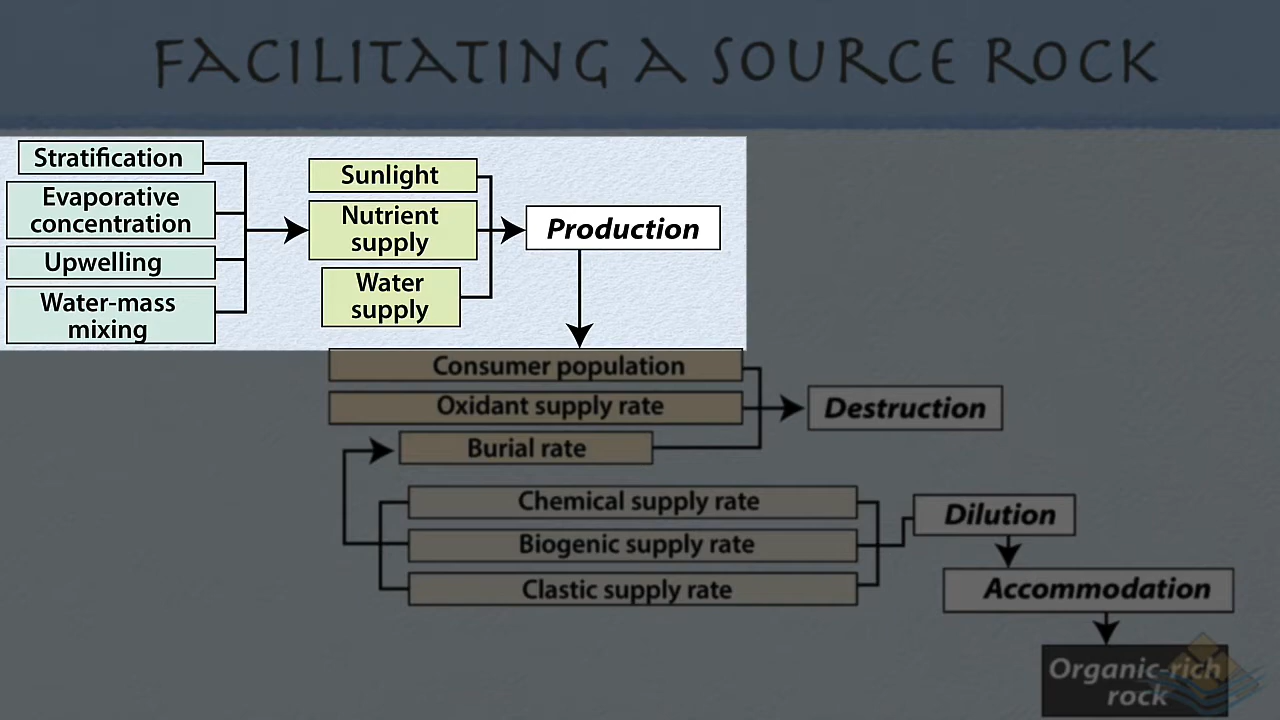 FACILITATING A SOURCE ROCK
Stratification
Evaporative
concentration
Upwelling
Water-mass
mixing
Sunlight
Nutrient
supply
Water
supply
Production
Consumer population
Oxidant supply rate
Burial rate
Destruction
Chemical supply rate
Biogenic supply rate
Clastic supply rate
Dilution
Accommodation
Organic-rich
rock